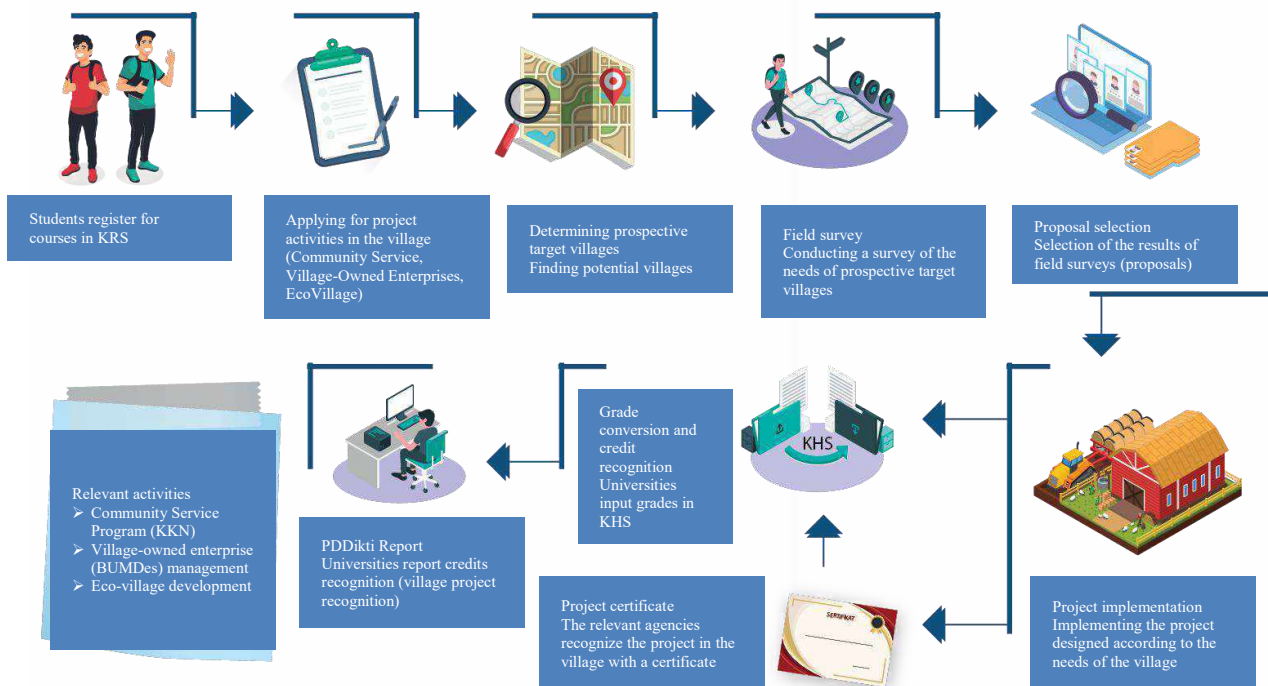 Students register for
courses in KRS
Applying for project
activities in the village
(Community Service,
Village-Owned Enterprises,
EcoVillage)
Determining prospective
target villages
Finding potential villages
Field survey
Conducting a survey of the
needs of prospective target
villages
Proposal selection
Selection of the results of
field surveys (proposals)
Relevant activities
➢ Community Service
Program (KKN)
➢ Village-owned enterprise
(BUMDes) management
➢ Eco-village development
PDDikti Report
Universities report credits
recognition (village project
recognition)
Grade
conversion and
credit
recognition
Universities
input grades in
KHS
KHS
Project certificate
The relevant agencies
recognize the project in the
village with a certificate
SERTIFIKAT
Project implementation
Implementing the project
designed according to the
needs of the village